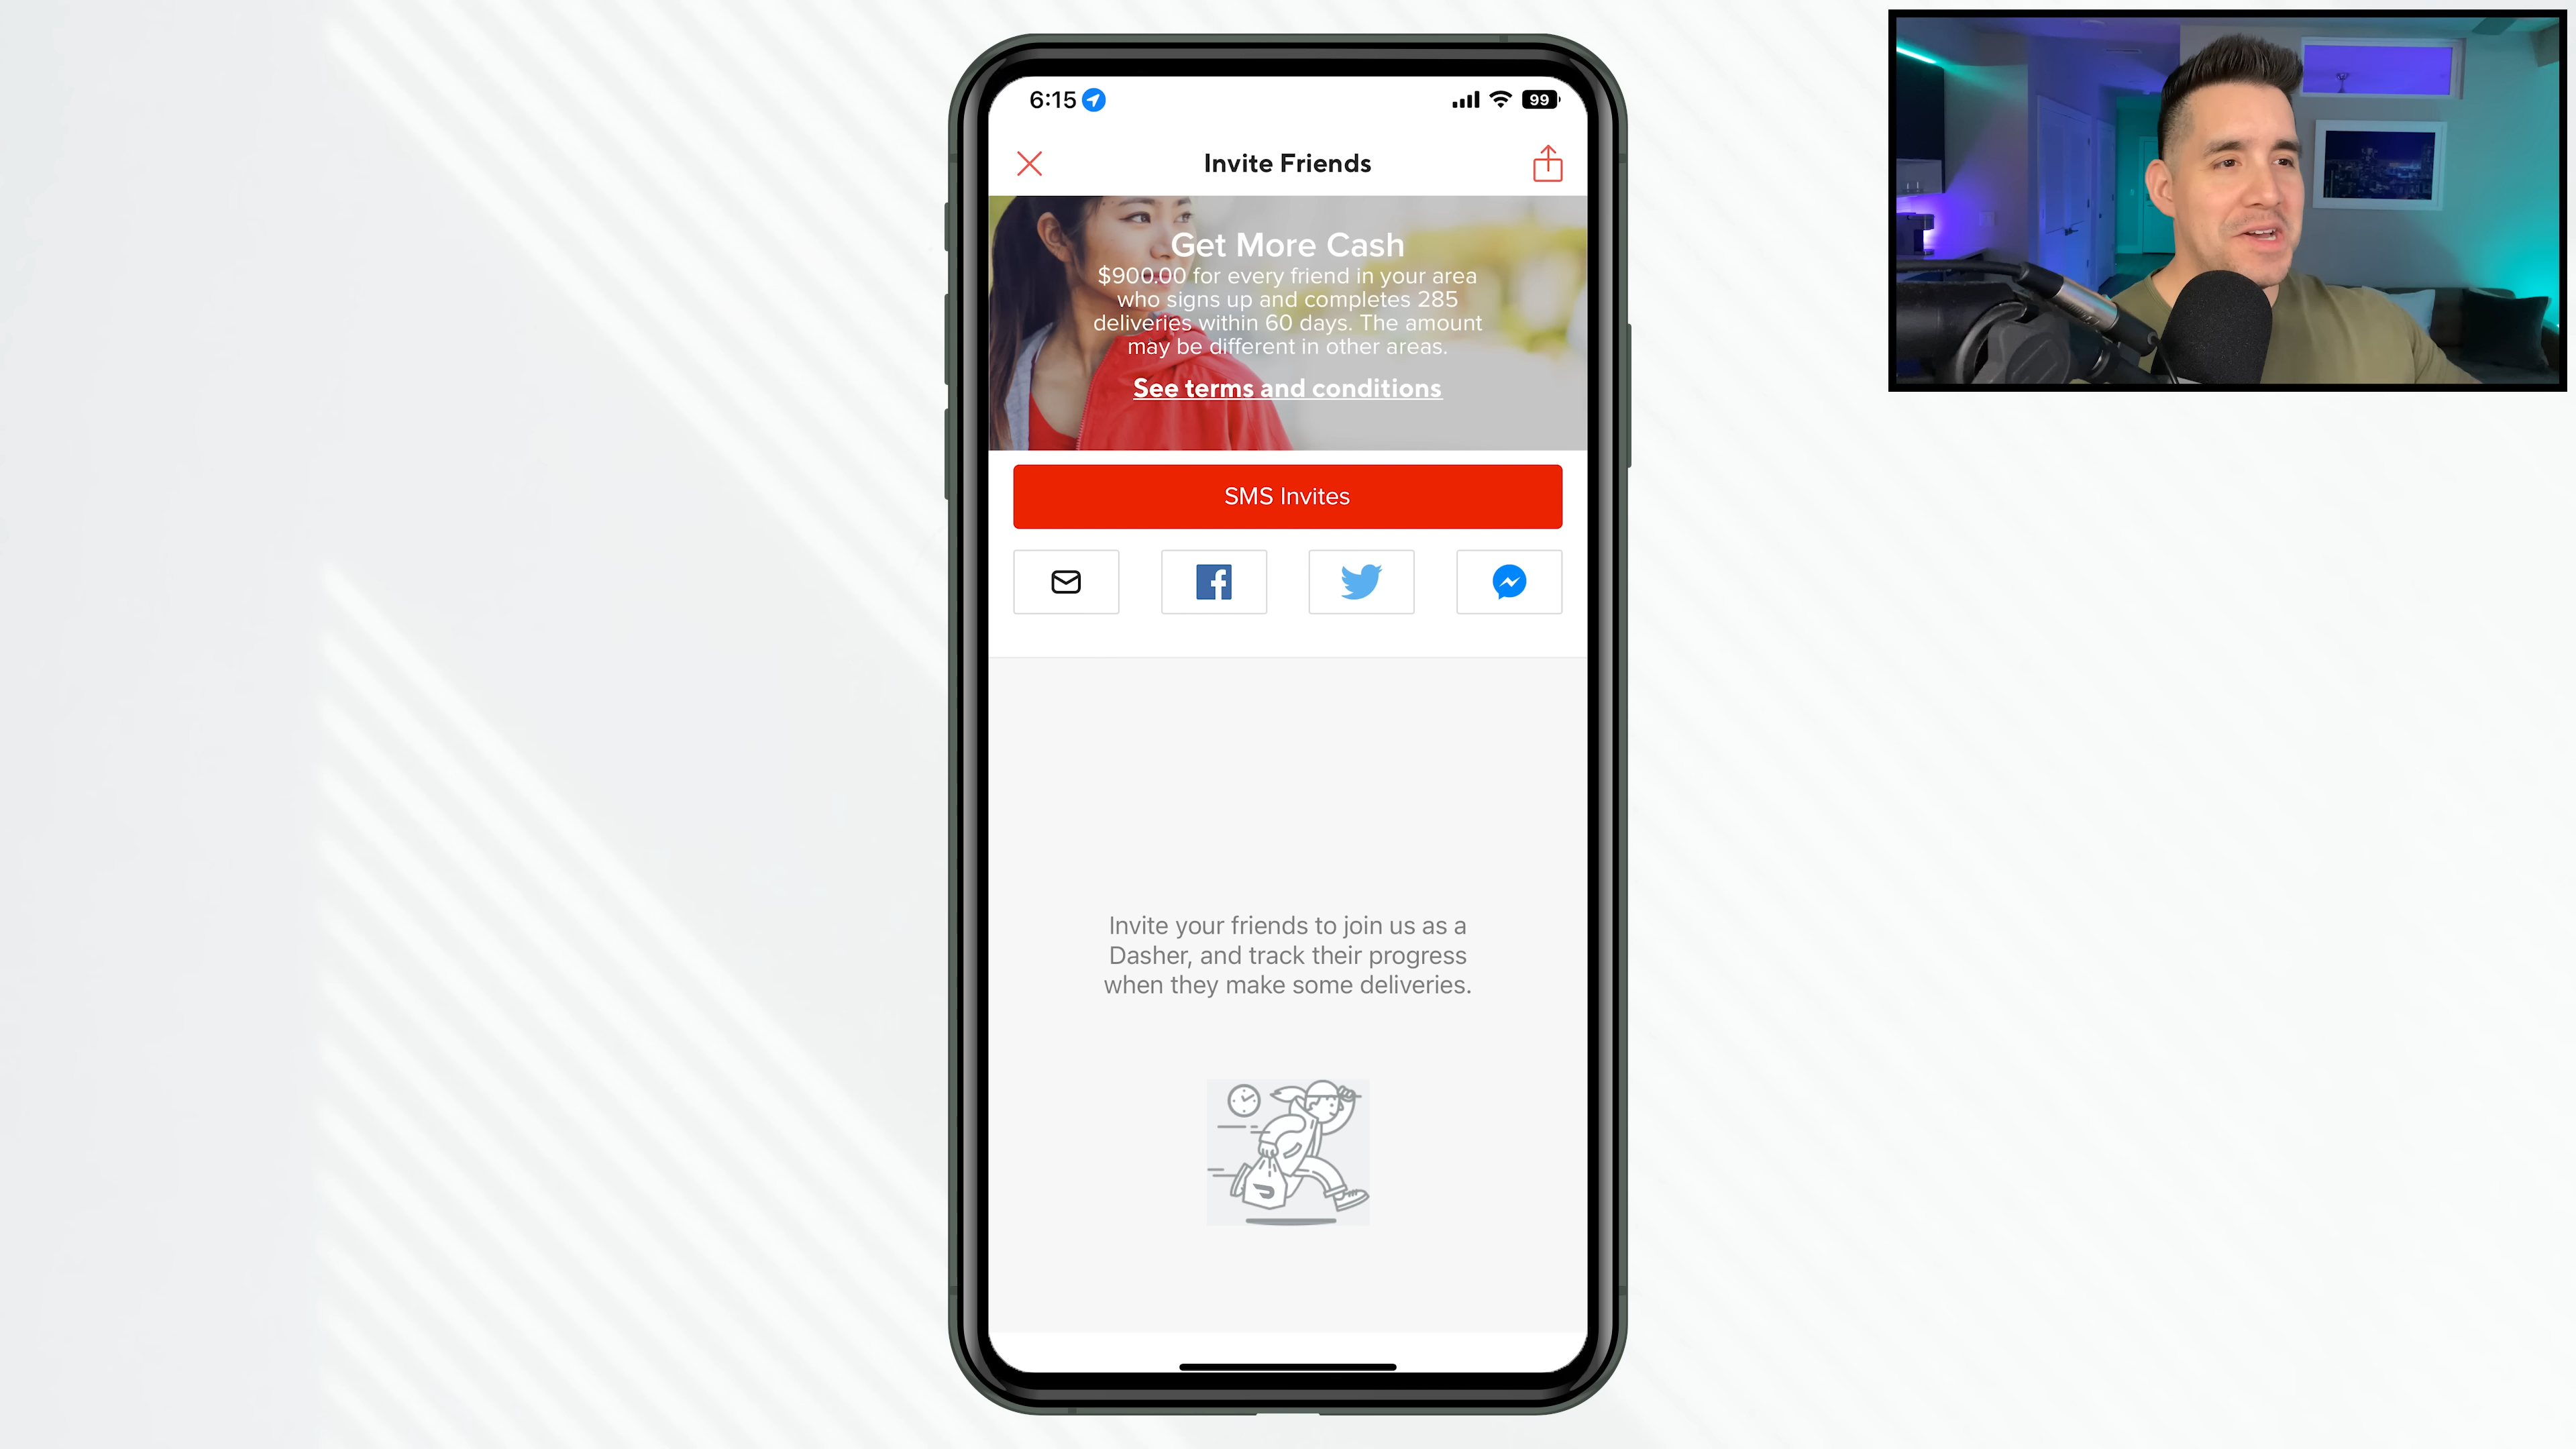 6:15
99
Invite Friends
Get More Cash
$900.00 for every friend in your area
who signs up and completes 285
deliveries within 60 days. The amount
may be different in other areas.
See terms and conditions
SMS Invites
Invite your friends to join us as a
Dasher, and track their progress
when they make some deliveries.